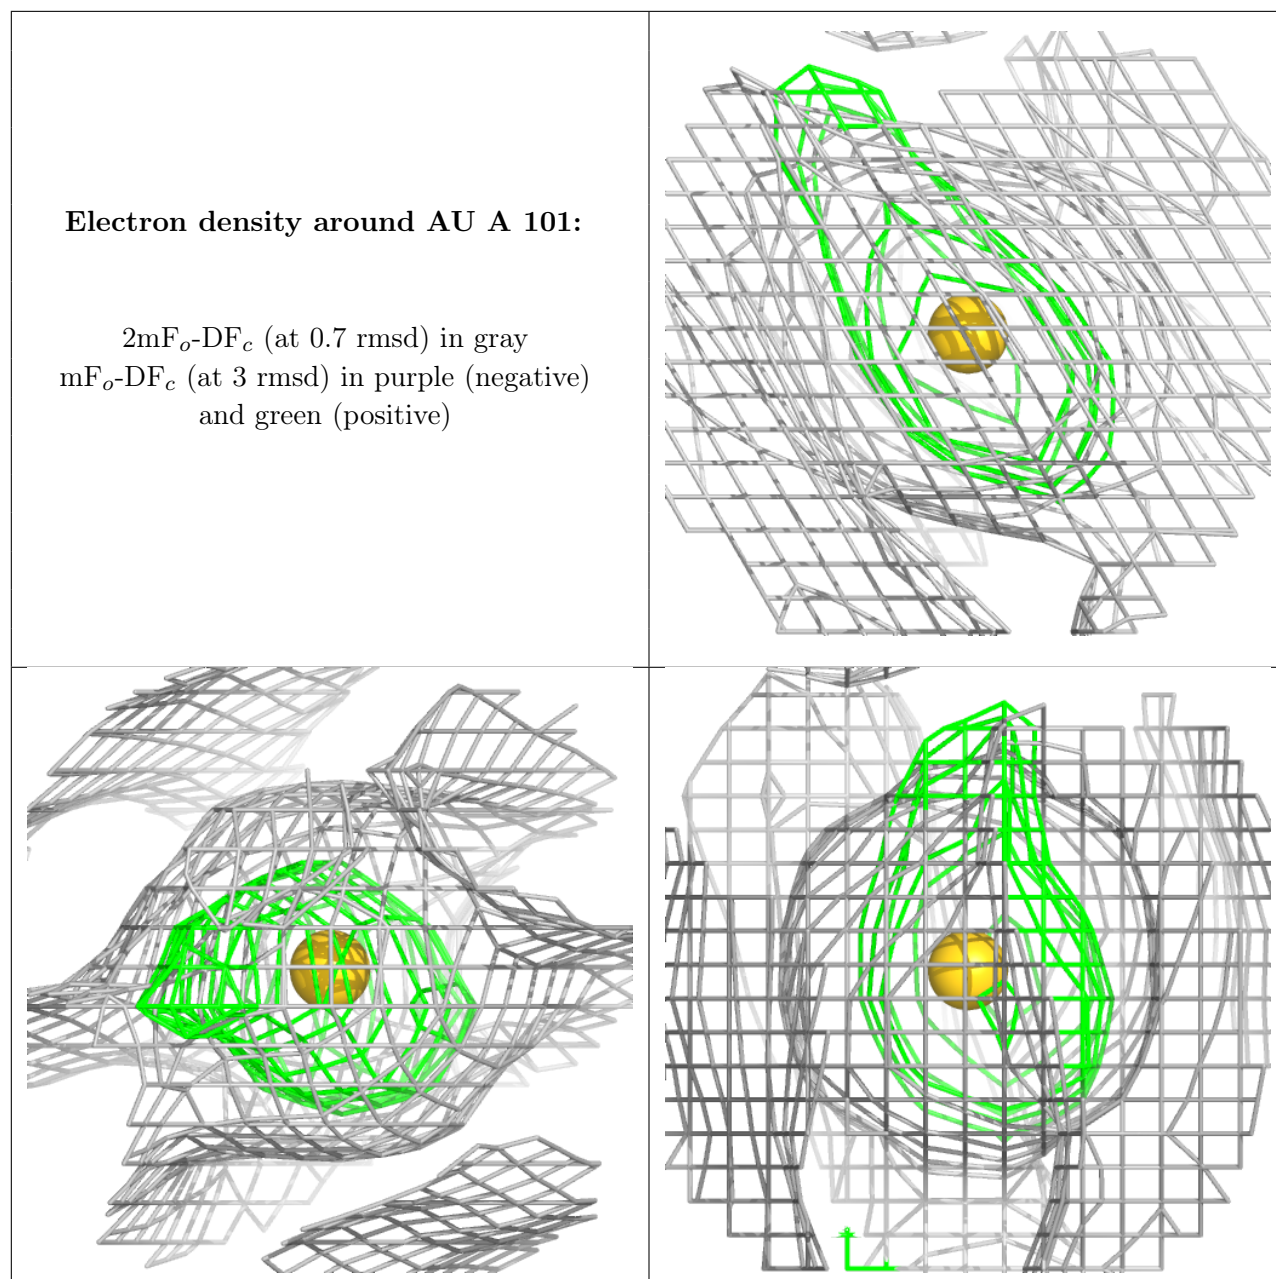 Electron density around AU A 101:
2mFo-DFc (at 0.7 rmsd) in gray
mFo-DFc (at 3 rmsd) in purple (negative)
and green (positive)